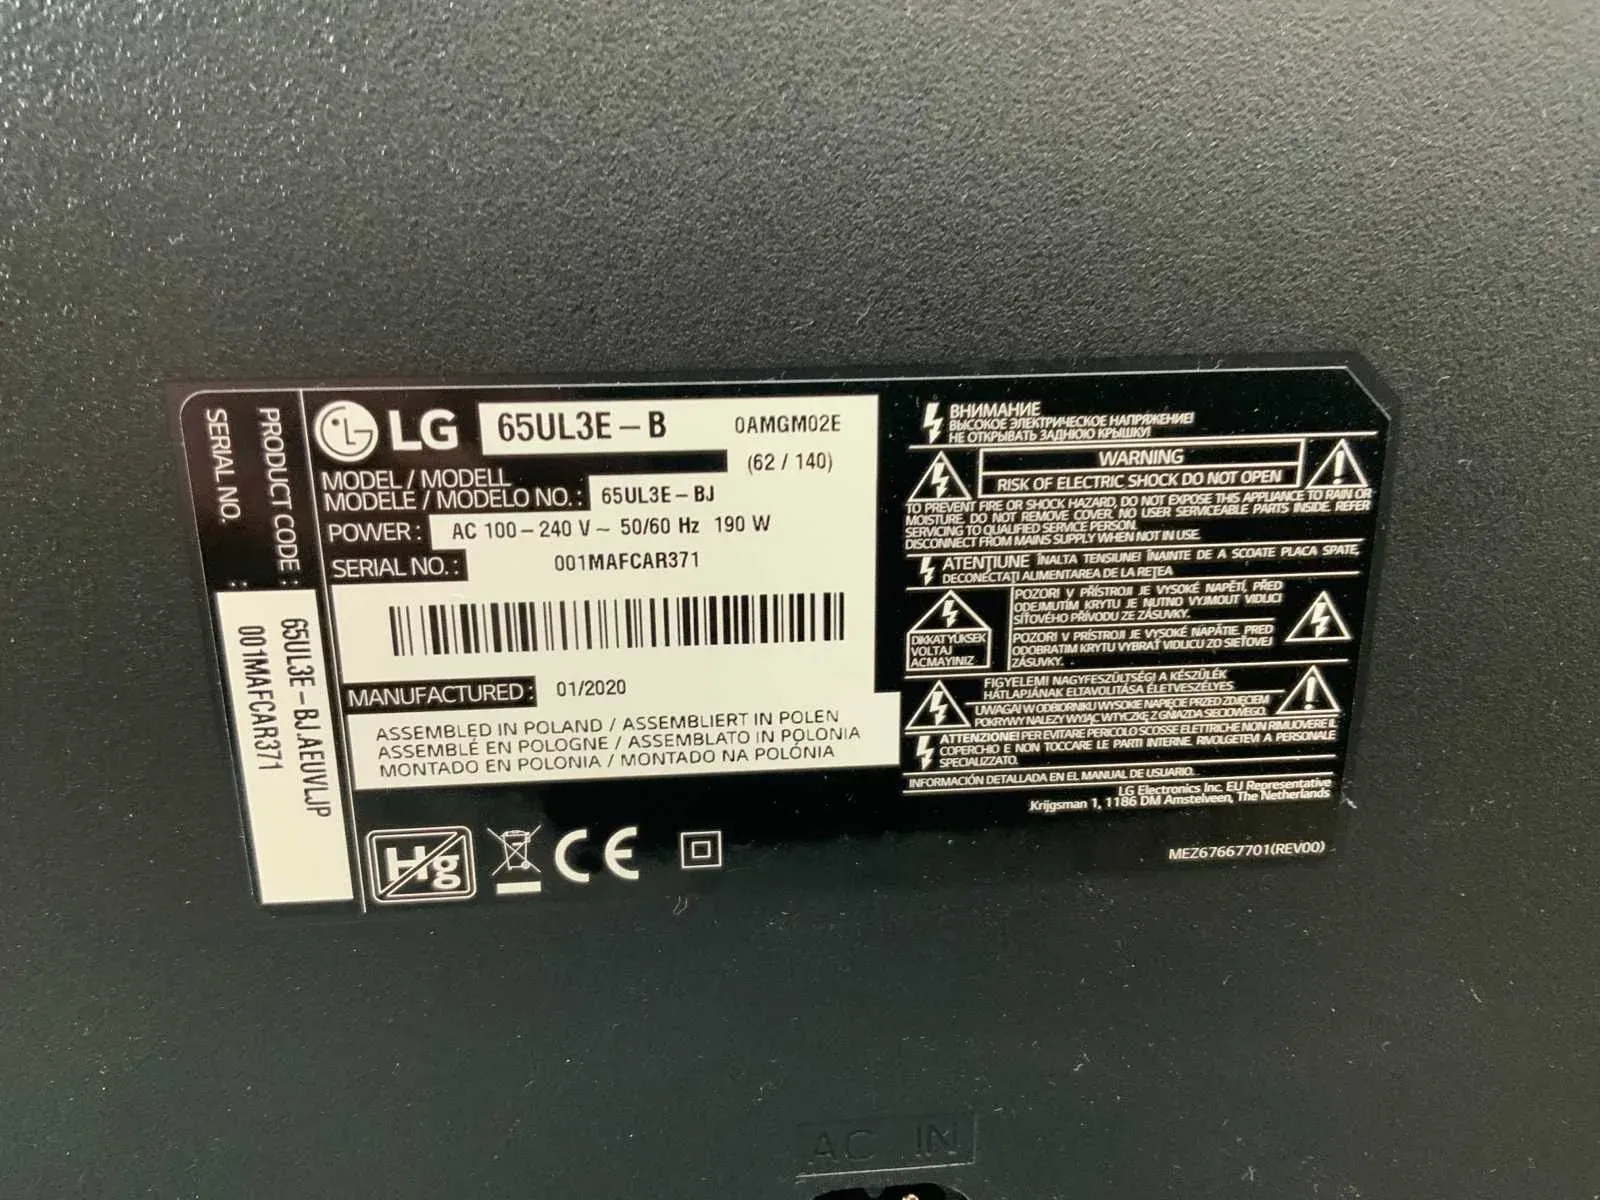 SERIAL NO. :
001MAFCAR371
PRODUCT CODE :
65UL3E – BJ.AEUVLJP
LG
65UL3E – B
0AMGM02E
(62 / 140)
MODEL / MODELL
MODELE / MODELO NO. :
65UL3E – BJ
POWER :
AC 100 – 240 V ~ 50/60 Hz 190 W
SERIAL NO. :
001MAFCAR371
MANUFACTURED :
01/2020
ASSEMBLED IN POLAND / ASSEMBLIERT IN POLEN
ASSEMBLÉ EN POLOGNE / ASSEMBLATO IN POLONIA
MONTADO EN POLONIA / MONTADO NA POLÓNIA
Hg
CE
ВНИМАНИЕ
ВЫСОКОЕ ЭЛЕКТРИЧЕСКОЕ НАПРЯЖЕНИЕ!
НЕ ОТКРЫВАТЬ ЗАДНЮЮ КРЫШКУ!
WARNING
RISK OF ELECTRIC SHOCK DO NOT OPEN
TO PREVENT FIRE OR SHOCK HAZARD, DO NOT EXPOSE THIS APPLIANCE TO RAIN OR
MOISTURE. DO NOT REMOVE COVER. NO USER SERVICEABLE PARTS INSIDE. REFER
SERVICING TO QUALIFIED SERVICE PERSON.
DISCONNECT FROM MAINS SUPPLY WHEN NOT IN USE.
ATENŢIUNE ÎNALTA TENSIUNE! ÎNAINTE DE A SCOATE PLACA SPATE,
DECONECTAŢI ALIMENTAREA DE LA REŢEA
DIKKAT YÜKSEK
VOLTAJ
AÇMAYINIZ
POZOR! V PŘÍSTROJI JE VYSOKÉ NAPĚTÍ, PŘED
ODEJMUTÍM KRYTU JE NUTNO VYJMOUT VIDLICI
SÍŤOVÉHO PŘÍVODU ZE ZÁSUVKY.
POZOR! V PRÍSTROJI JE VYSOKÉ NAPÄTIE, PRED
ODOBRATIM KRYTU VYBRAŤ VIDLICU ZO SIEŤOVEJ
ZÁSUVKY.
FIGYELEM! NAGYFESZÜLTSÉG! A KÉSZÜLÉK
HÁTLAPJÁNAK ELTÁVOLÍTÁSA ÉLETVESZÉLYES
UWAGA! W ODBIORNIKU WYSOKIE NAPIĘCIE PRZED ZDJĘCIEM
POKRYWY NALEŻY WYJĄĆ WTYCZKĘ Z GNIAZDA SIECIOWEGO.
ATTENZIONE! PER EVITARE PERICOLO SCOSSE ELETTRICHE NON RIMUOVERE IL
COPERCHIO E NON TOCCARE LE PARTI INTERNE. RIVOLGETEVI A PERSONALE
SPECIALIZZATO.
INFORMACIÓN DETALLADA EN EL MANUAL DE USUARIO.
LG Electronics Inc. EU Representative
Krijgsman 1, 1186 DM Amstelveen, The Netherlands
MEZ67667701(REV00)
AC IN